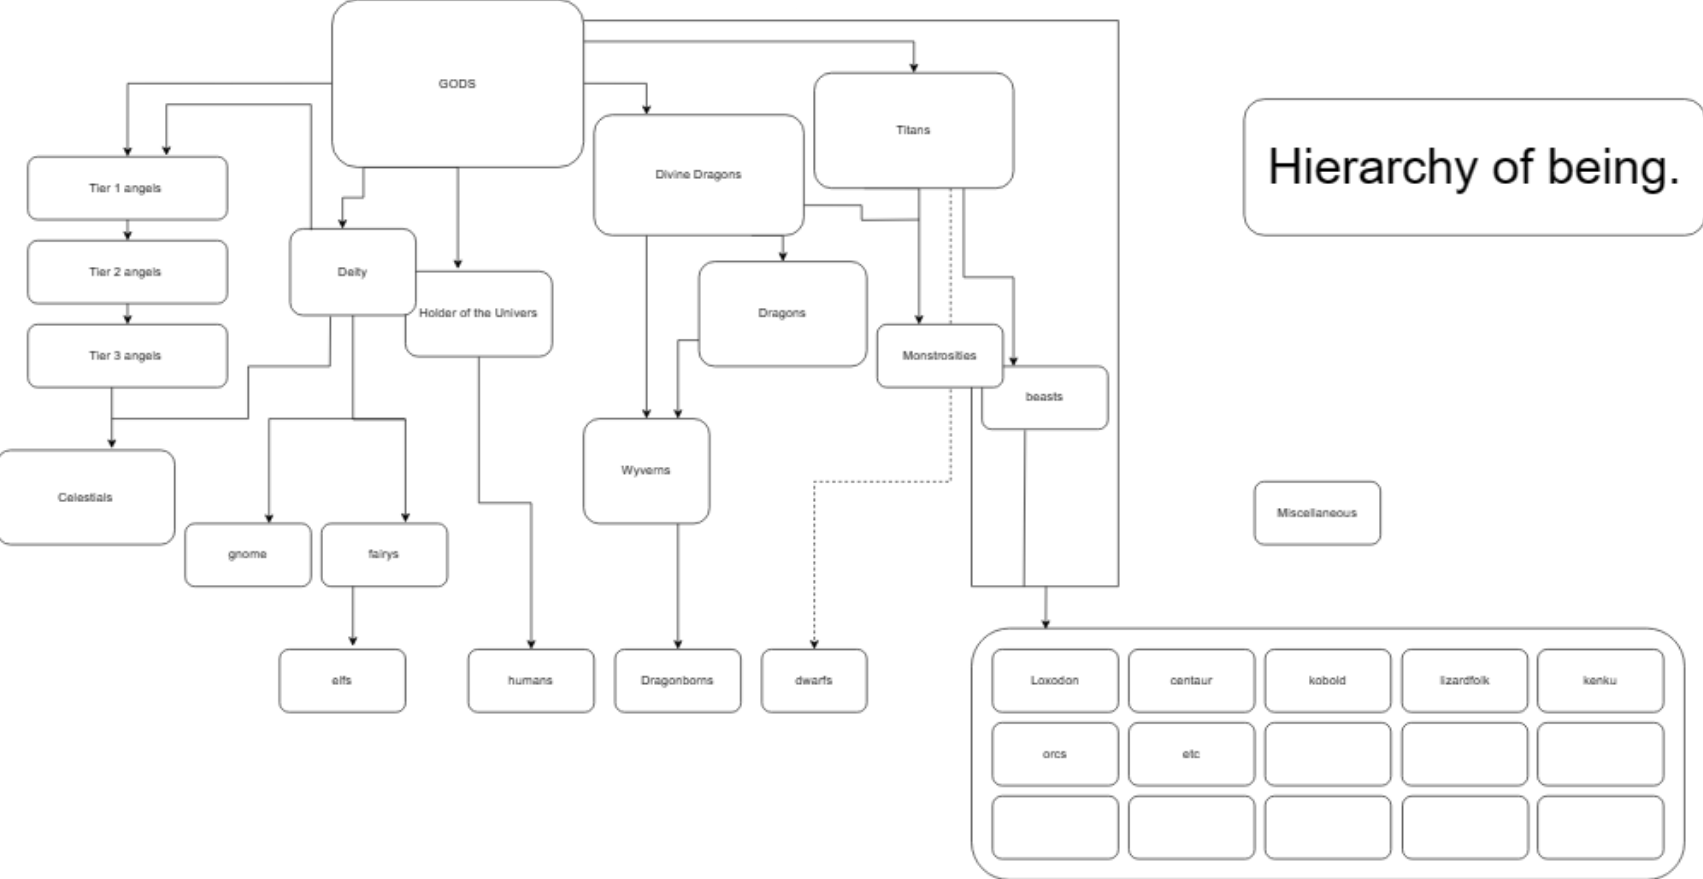 GODS
Titans
Hierarchy of being.
Divine Dragons
Tier 1 angels
Tier 2 angels
Deity
Holder of the Univers
Dragons
Tier 3 angels
Monstrosities
beasts
Wyverns
Celestials
Miscellaneous
gnome
fairys
elfs
humans
Dragonborns
dwarfs
Loxodon
centaur
kobold
lizardfolk
kenku
orcs
etc